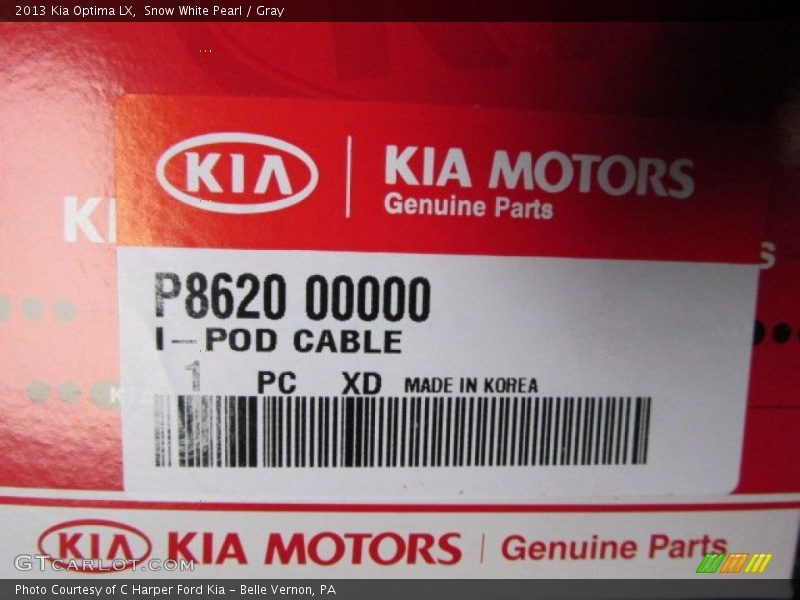 2013 Kia Optima LX, Snow White Pearl / Gray
KIA
KIA MOTORS
Genuine Parts
KI
S
P8620 00000
I-POD CABLE
1 PC XD MADE IN KOREA
KIA KIA MOTORS | Genuine Parts
GTcarlot.com
Photo Courtesy of C Harper Ford Kia - Belle Vernon, PA